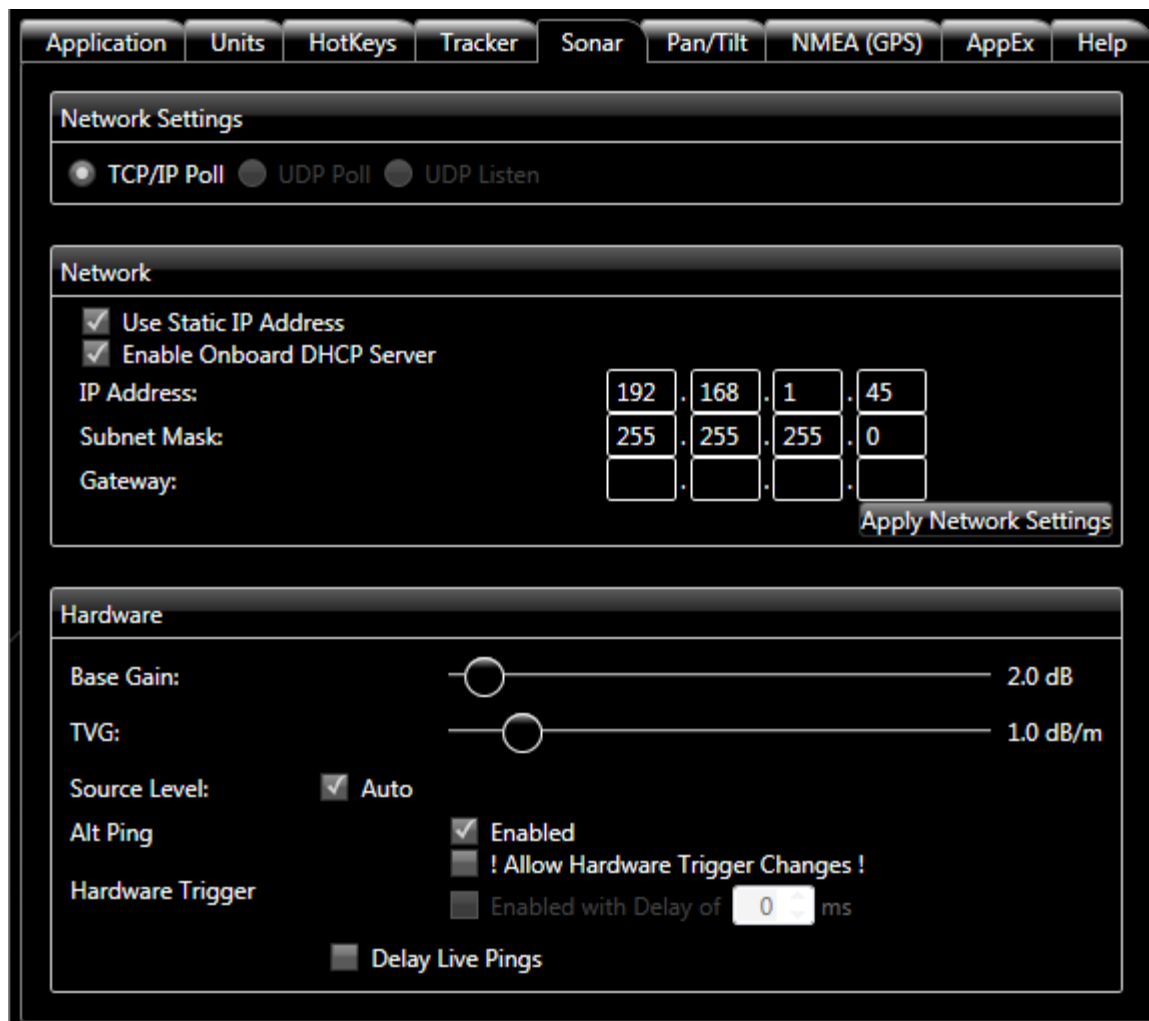 Application Units HotKeys Tracker Sonar Pan/Tilt NMEA (GPS) AppEx Help
Network Settings
TCP/IP Poll UDP Poll UDP Listen
Network
Use Static IP Address
Enable Onboard DHCP Server
IP Address: 192 . 168 . 1 . 45
Subnet Mask: 255 . 255 . 255 . 0
Gateway: . . .
Apply Network Settings
Hardware
Base Gain: 2.0 dB
TVG: 1.0 dB/m
Source Level: Auto
Alt Ping Enabled
! Allow Hardware Trigger Changes !
Hardware Trigger
Enabled with Delay of 0 ms
Delay Live Pings